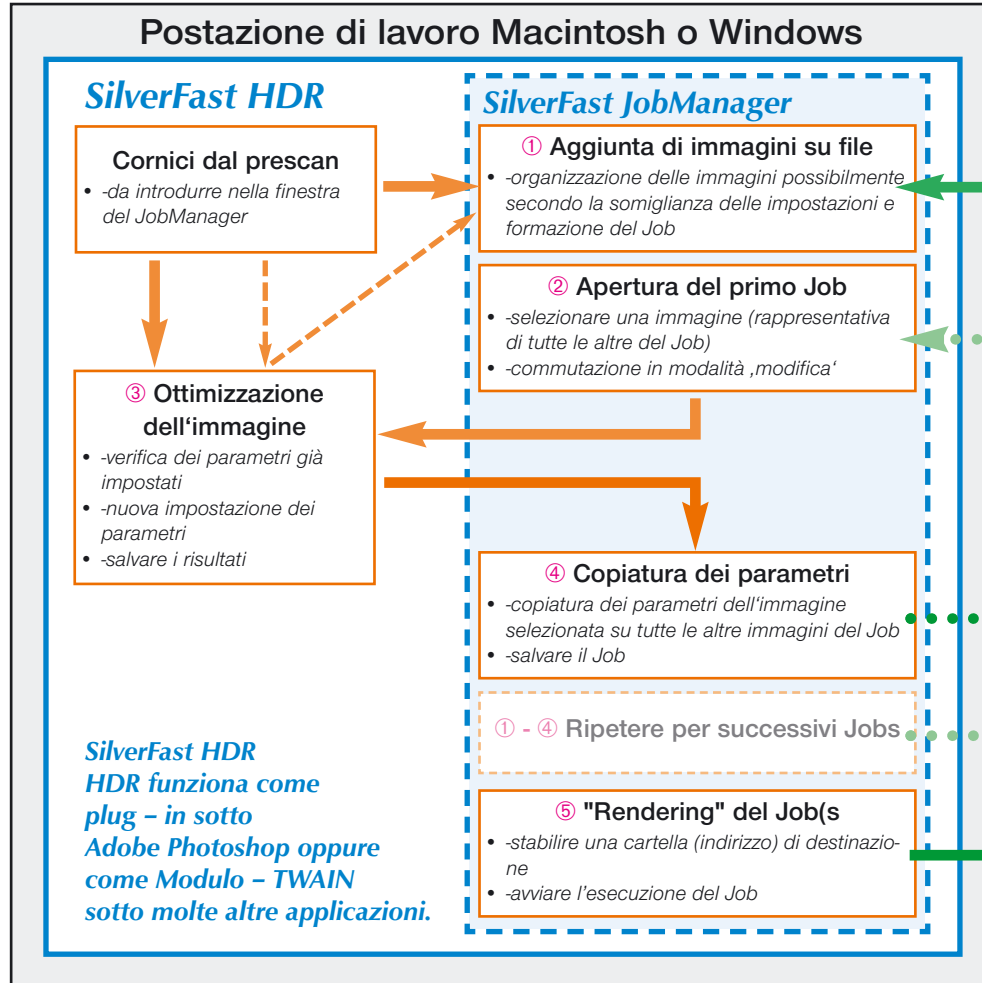 Postazione di lavoro Macintosh o Windows
SilverFast HDR
Cornici dal prescan
• -da introdurre nella finestra
del JobManager
③ Ottimizzazione
dell‘immagine
• -verifica dei parametri già
impostati
• -nuova impostazione dei
parametri
• -salvare i risultati
SilverFast HDR
HDR funziona come
plug – in sotto
Adobe Photoshop oppure
come Modulo – TWAIN
sotto molte altre applicazioni.
SilverFast JobManager
① Aggiunta di immagini su file
• -organizzazione delle immagini possibilmente
secondo la somiglianza delle impostazioni e
formazione del Job
② Apertura del primo Job
• -selezionare una immagine (rappresentativa
di tutte le altre del Job)
• -commutazione in modalità ‚modifica‘
④ Copiatura dei parametri
• -copiatura dei parametri dell‘immagine
selezionata su tutte le altre immagini del Job
• -salvare il Job
① - ④ Ripetere per successivi Jobs
⑤ "Rendering" del Job(s
• -stabilire una cartella (indirizzo) di destinazio-
ne
• -avviare l’esecuzione del Job